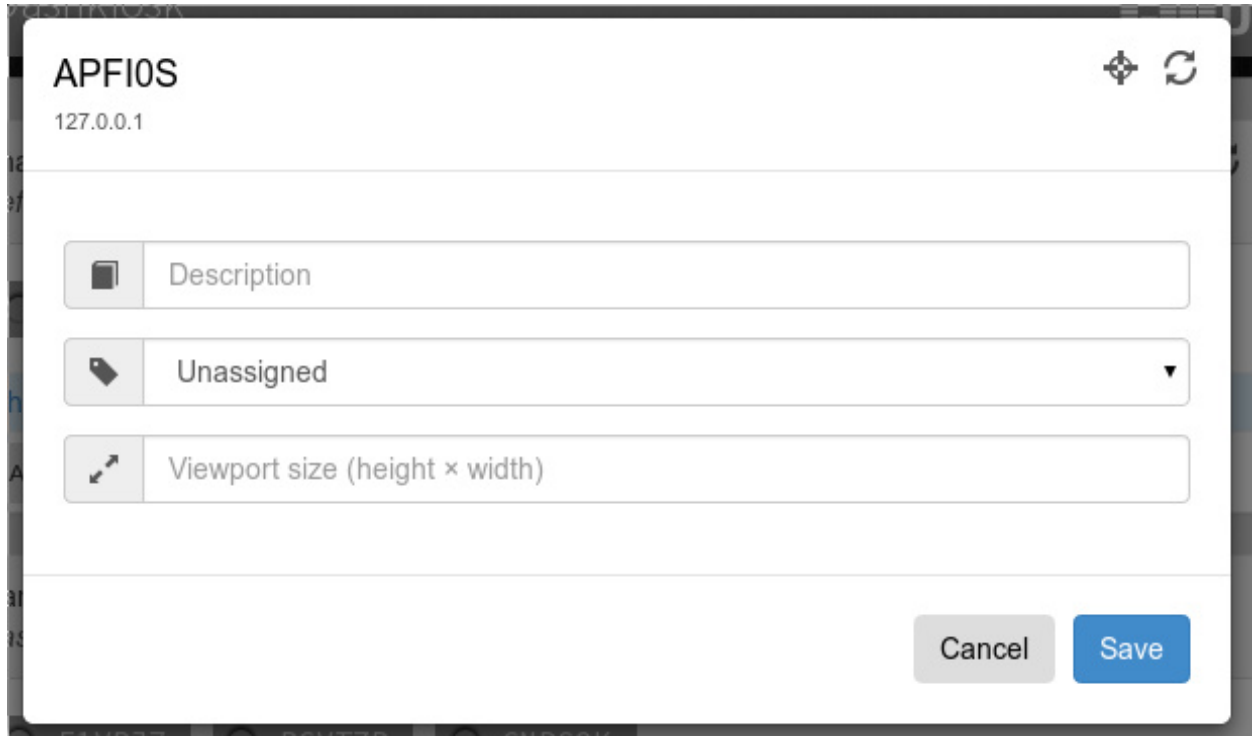 APFI0S
127.0.0.1
Description
Unassigned
Viewport size (height × width)
Cancel
Save